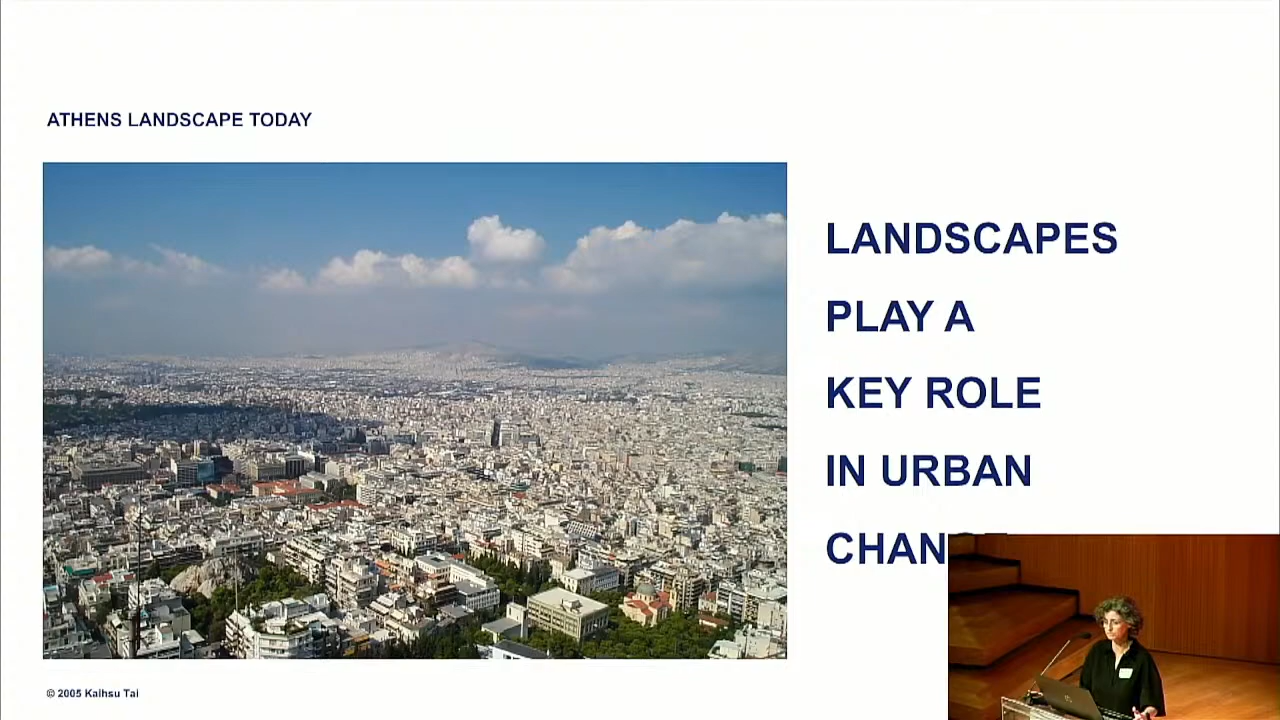 ATHENS LANDSCAPE TODAY
LANDSCAPES
PLAY A
KEY ROLE
IN URBAN
CHAN
© 2005 Kaihsu Tai